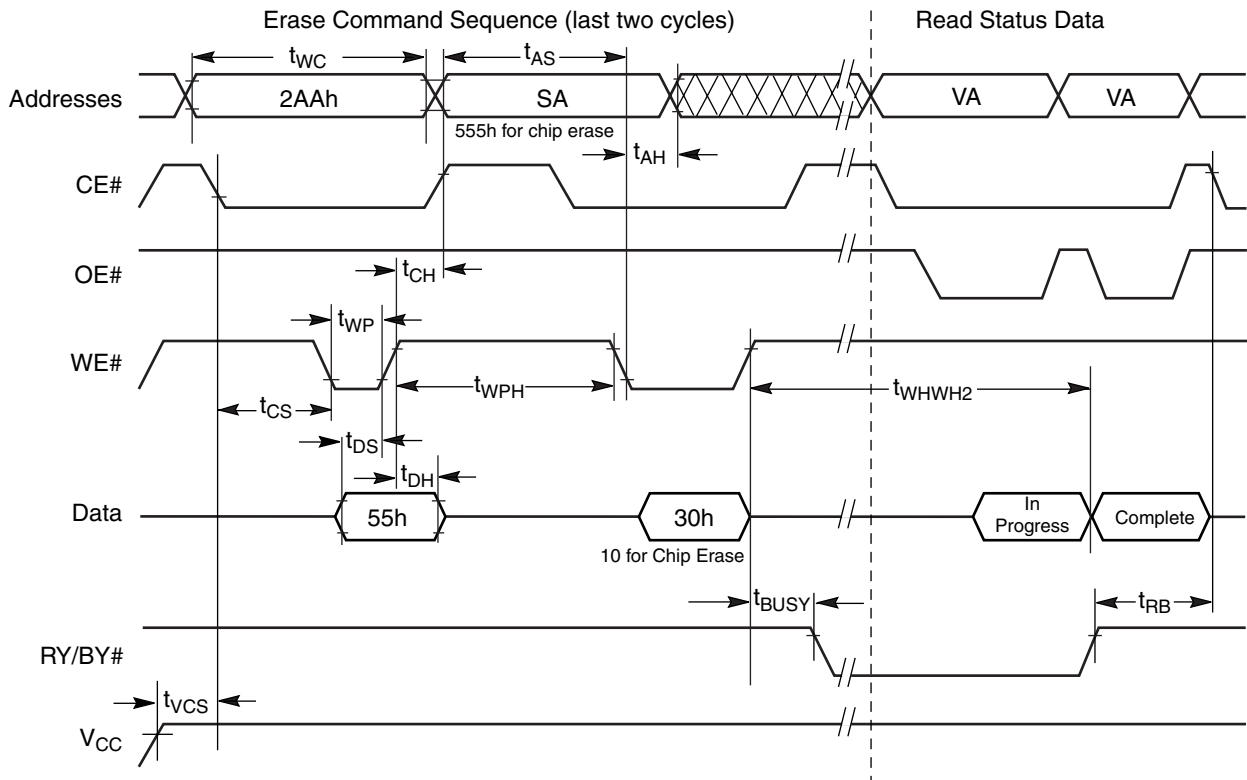 Erase Command Sequence (last two cycles)
Read Status Data
tWC
tAS
Addresses
2AAh
SA
VA
VA
555h for chip erase
tAH
CE#
OE#
tCH
tWP
WE#
tWPH
tWHWH2
tCS
tDS
tDH
Data
55h
30h
In
Progress
Complete
10 for Chip Erase
tBUSY
tRB
RY/BY#
tVCS
VCC